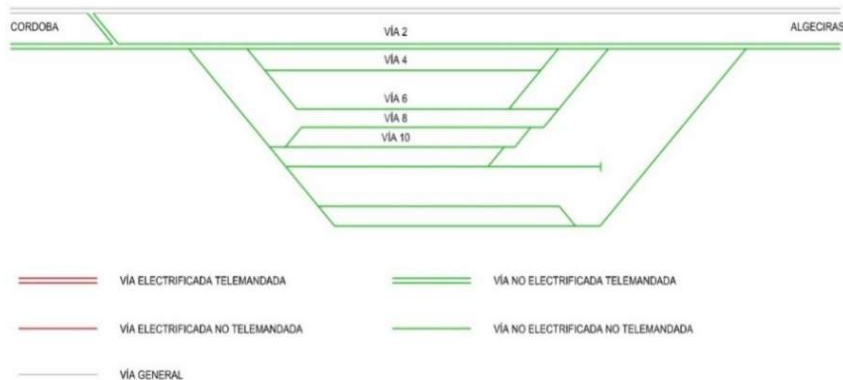 CORDOBA
VÍA 2
ALGECIRAS
VÍA 4
VÍA 6
VÍA 8
VÍA 10
VÍA ELECTRIFICADA TELEMANDADA
VÍA NO ELECTRIFICADA TELEMANDADA
VÍA ELECTRIFICADA NO TELEMANDADA
VÍA NO ELECTRIFICADA NO TELEMANDADA
VÍA GENERAL